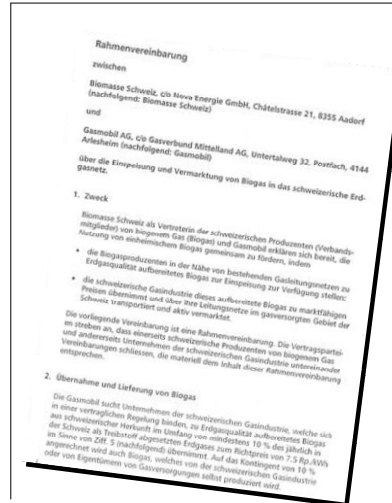 Rahmenvereinbarung
zwischen
Biomasse Schweiz, c/o Nova Energie GmbH, Châtelstrasse 21, 8355 Aadorf
(nachfolgend: Biomasse Schweiz)
und
Gasmobil AG, c/o Gasverbund Mittelland AG, Untertalweg 32, Postfach, 4144
Arlesheim (nachfolgend: Gasmobil)
über die Einspeisung und Vermarktung von Biogas in das schweizerische Erd-
gasnetz.
1. Zweck
Biomasse Schweiz als Vertreterin der schweizerischen Produzenten (Verbands-
mitglieder) von biogenem Gas (Biogas) und Gasmobil erklären sich bereit, die
Nutzung von einheimischem Biogas gemeinsam zu fördern, indem
• die Biogasproduzenten in der Nähe von bestehenden Gasleitungsnetzen zu
Erdgasqualität aufbereitetes Biogas zur Einspeisung zur Verfügung stellen;
• die schweizerische Gasindustrie dieses aufbereitete Biogas zu marktfähigen
Preisen übernimmt und über ihre Leitungsnetze im gasversorgten Gebiet der
Schweiz transportiert und aktiv vermarktet.
Die vorliegende Vereinbarung ist eine Rahmenvereinbarung. Die Vertragspartei-
en streben an, dass einerseits schweizerische Produzenten von biogenem Gas
und andererseits Unternehmen der schweizerischen Gasindustrie untereinander
Vereinbarungen schliessen, die materiell dem Inhalt dieser Rahmenvereinbarung
entsprechen.
2. Übernahme und Lieferung von Biogas
Die Gasmobil sucht Unternehmen der schweizerischen Gasindustrie, welche sich
in einer vertraglichen Regelung binden, zu Erdgasqualität aufbereitetes Biogas
aus schweizerischer Herkunft im Umfang von mindestens 10 % des jährlich in
der Schweiz als Treibstoff abgesetzten Erdgases zum Richtpreis von 7.5 Rp./kWh
im Sinne von Ziff. 5 (nachfolgend) übernimmt. Auf das Kontingent von 10 %
angerechnet wird auch Biogas, welches von der schweizerischen Gasindustrie
oder von Eigentümern von Gasversorgungen selbst produziert wird.